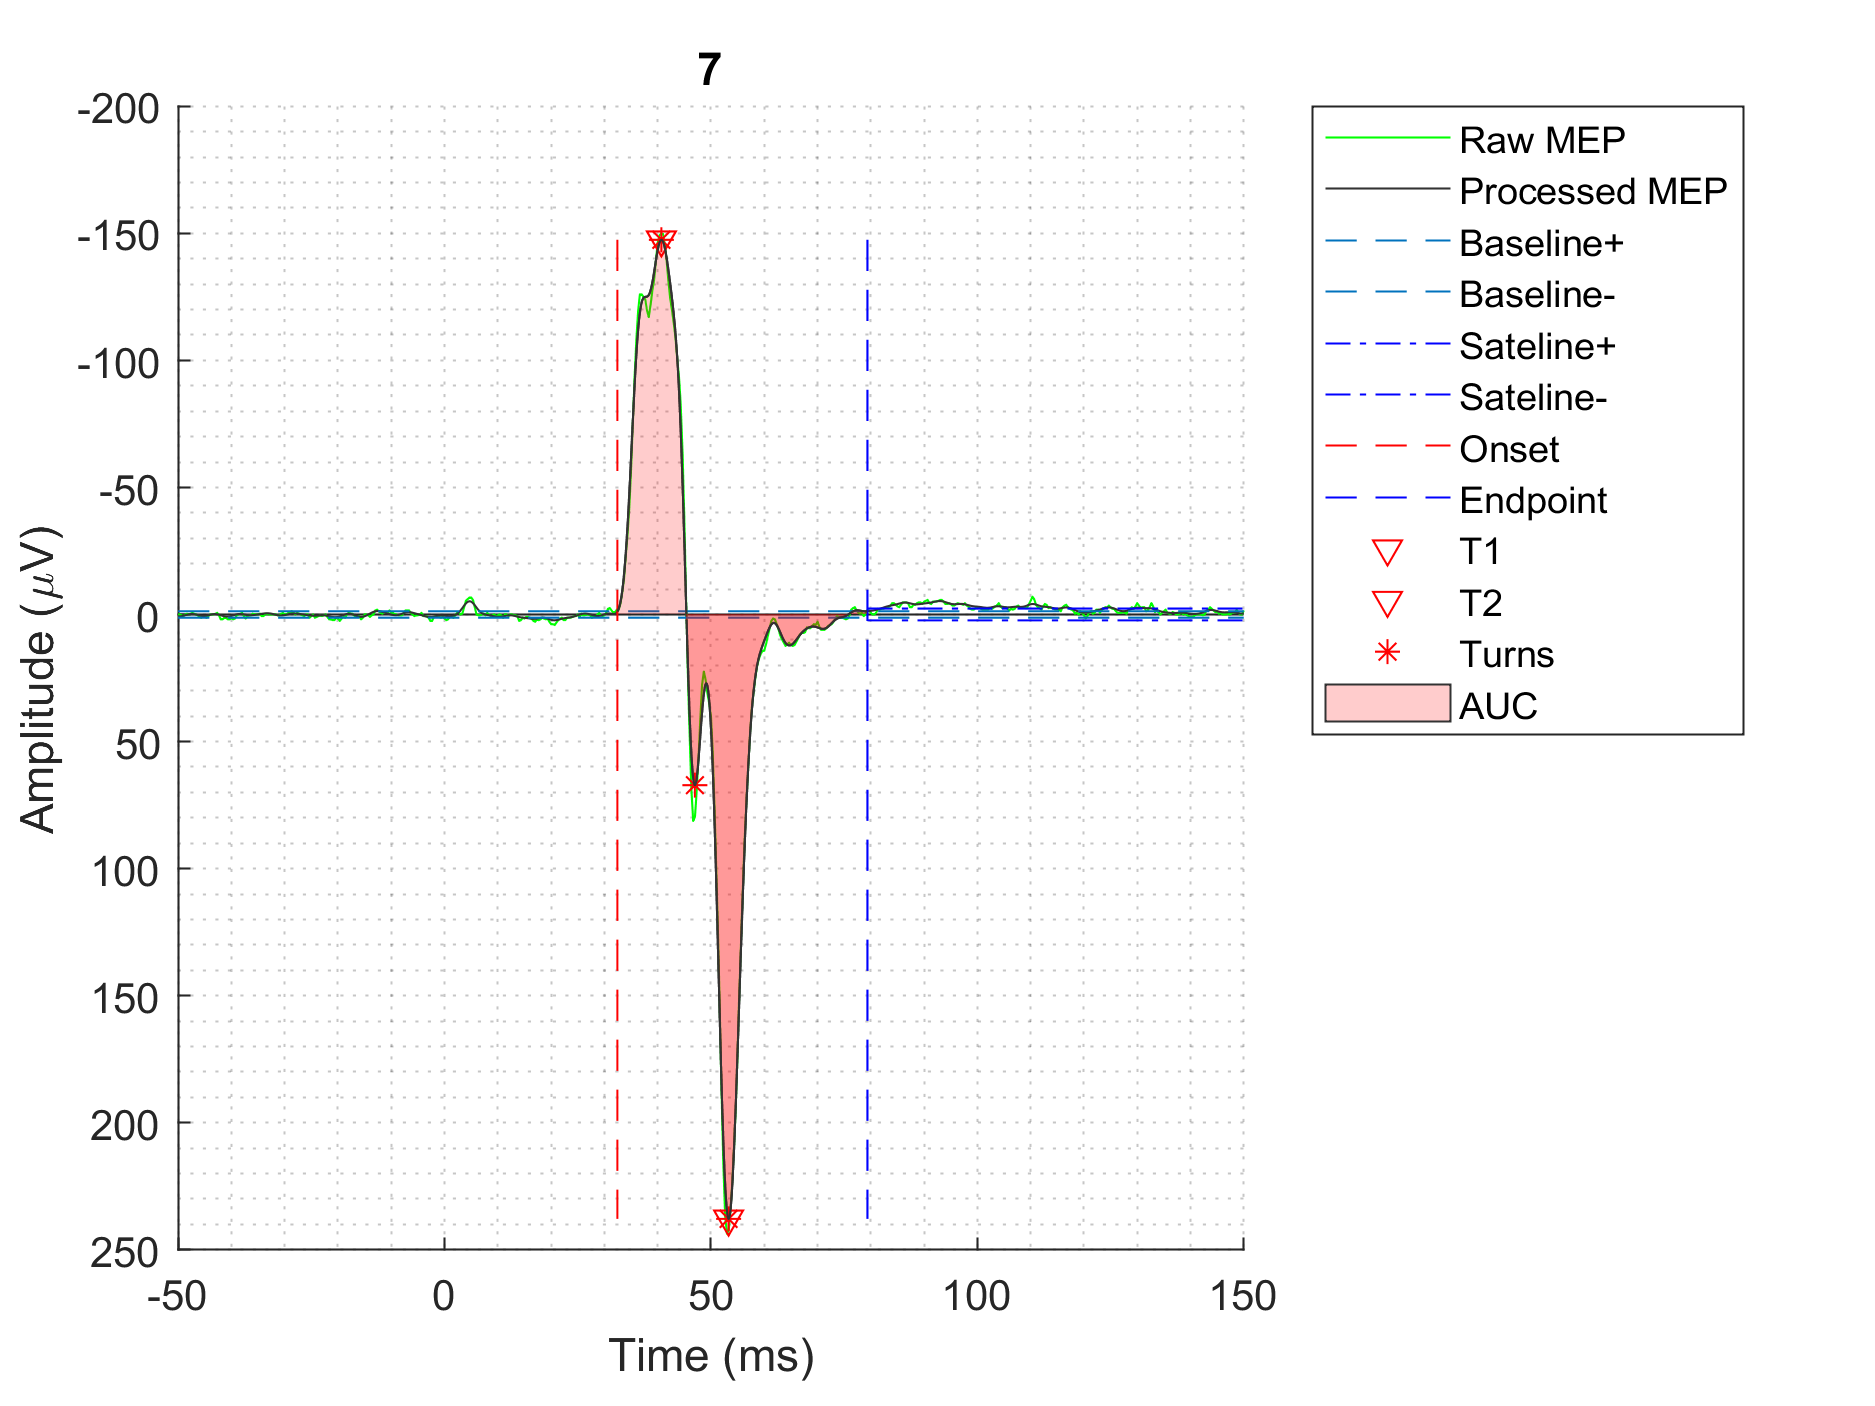 7
-200
-150
-100
-50
0
50
100
150
200
250
Amplitude (μV)
-50 0 50 100 150
Time (ms)
Raw MEP
Processed MEP
Baseline+
Baseline-
Sateline+
Sateline-
Onset
Endpoint
T1
T2
Turns
AUC